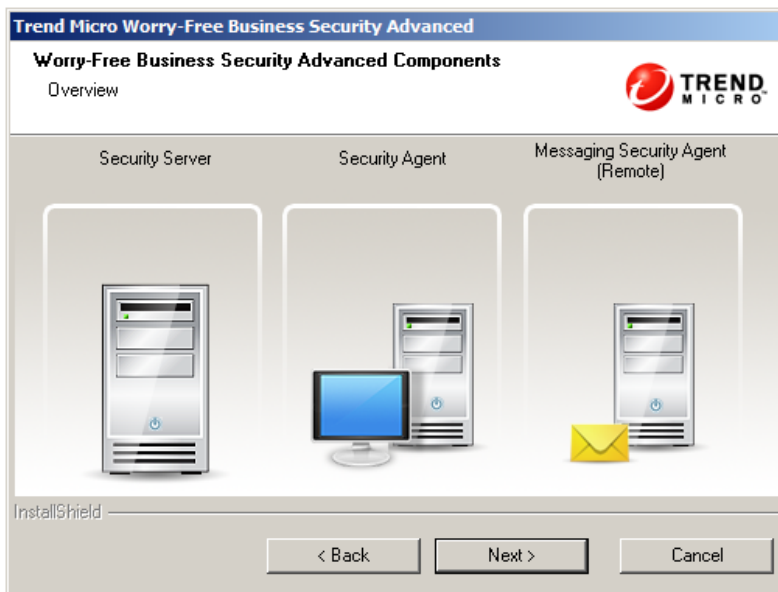 Trend Micro Worry-Free Business Security Advanced
Worry-Free Business Security Advanced Components
Overview
TREND
MICRO
Security Server
Security Agent
Messaging Security Agent
(Remote)
InstallShield
< Back
Next >
Cancel